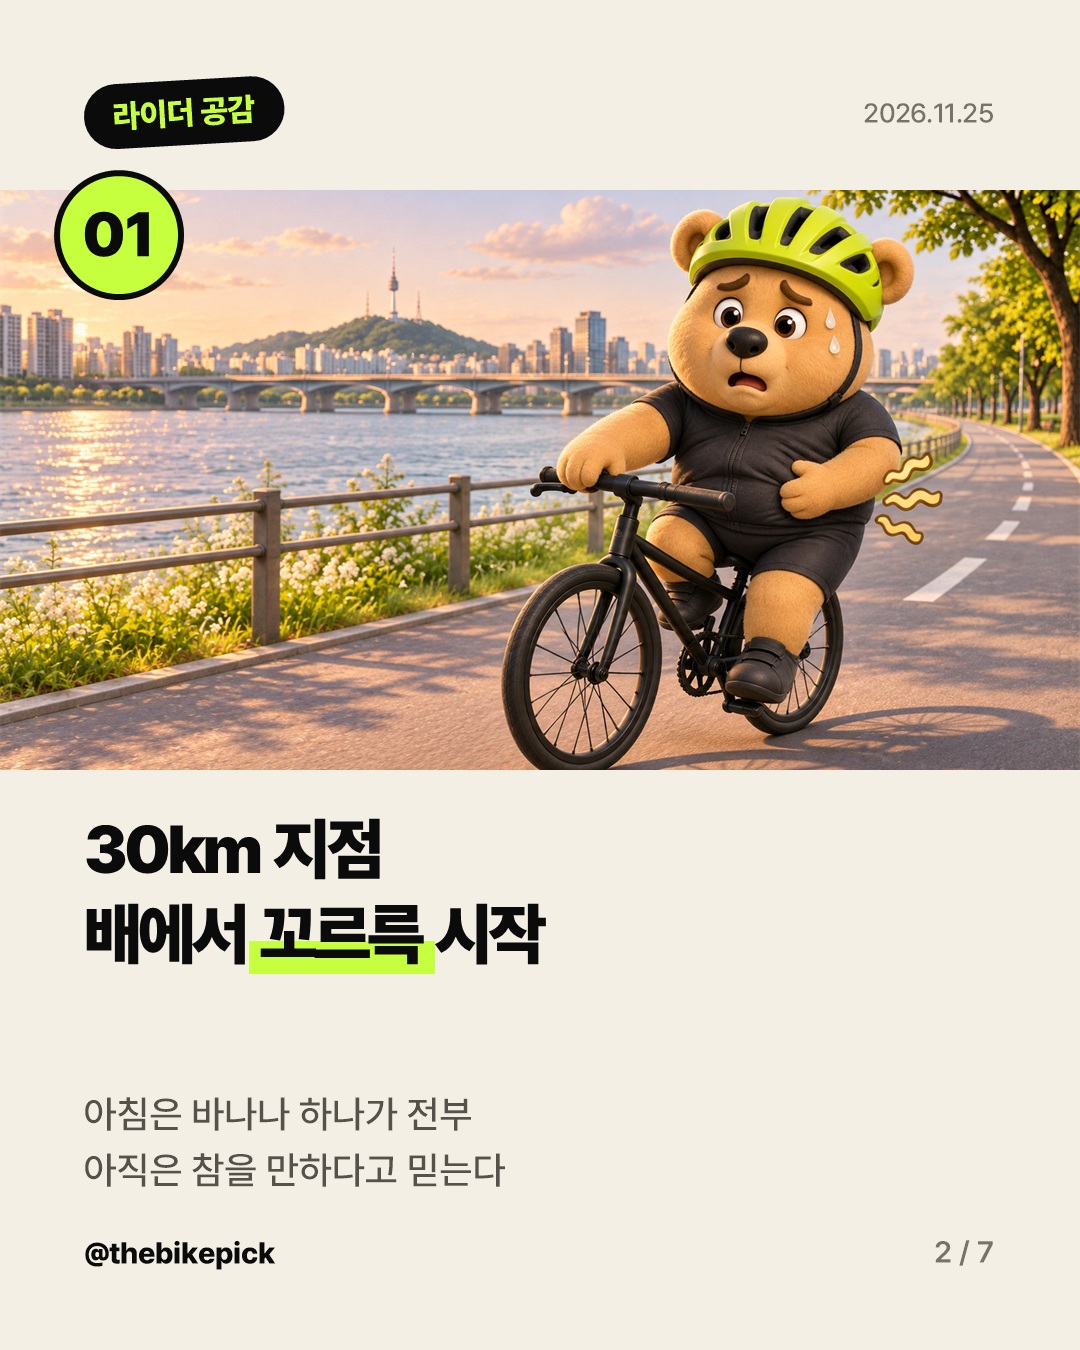 라이더 공감
2026.11.25
01
30km 지점
배에서 꼬르륵 시작
아침은 바나나 하나가 전부
아직은 참을 만하다고 믿는다
@thebikepick
2 / 7